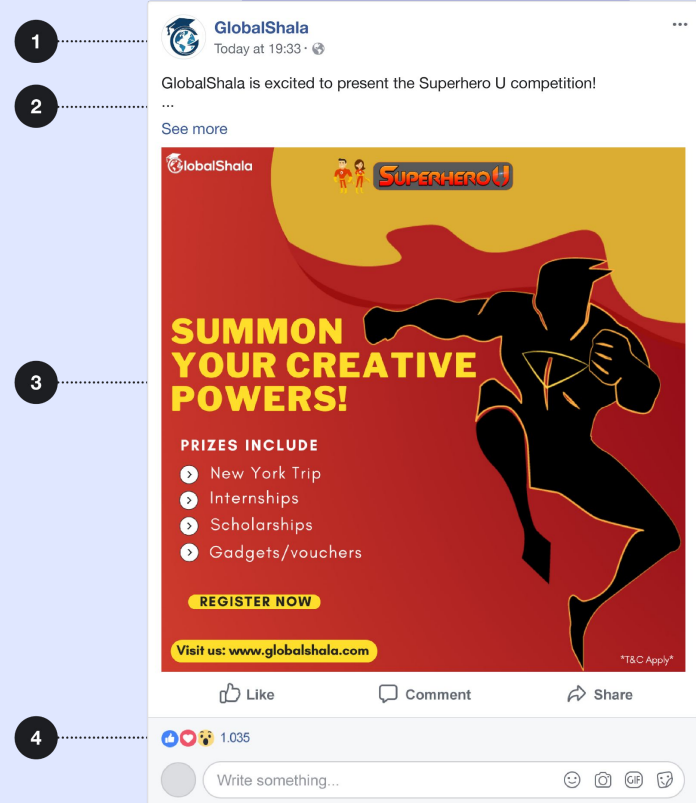 1
GlobalShala
Today at 19:33 ·
2
GlobalShala is excited to present the Superhero U competition!
...
See more
GlobalShala
SUPERHERO U
3
SUMMON
YOUR CREATIVE
POWERS!
PRIZES INCLUDE
New York Trip
Internships
Scholarships
Gadgets/vouchers
REGISTER NOW
Visit us: www.globalshala.com
*T&C Apply*
Like
Comment
Share
4
1.035
Write something...
GIF